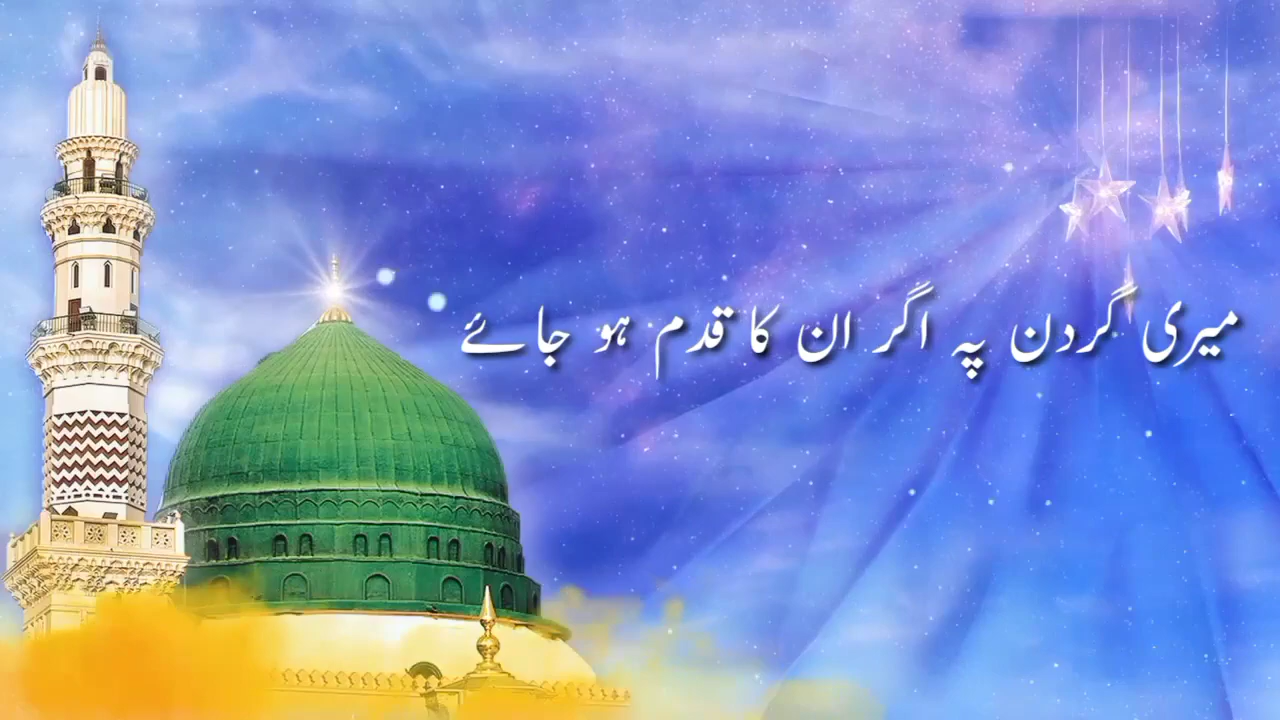 میری گردن پہ اگر ان کا قدم ہو جائے